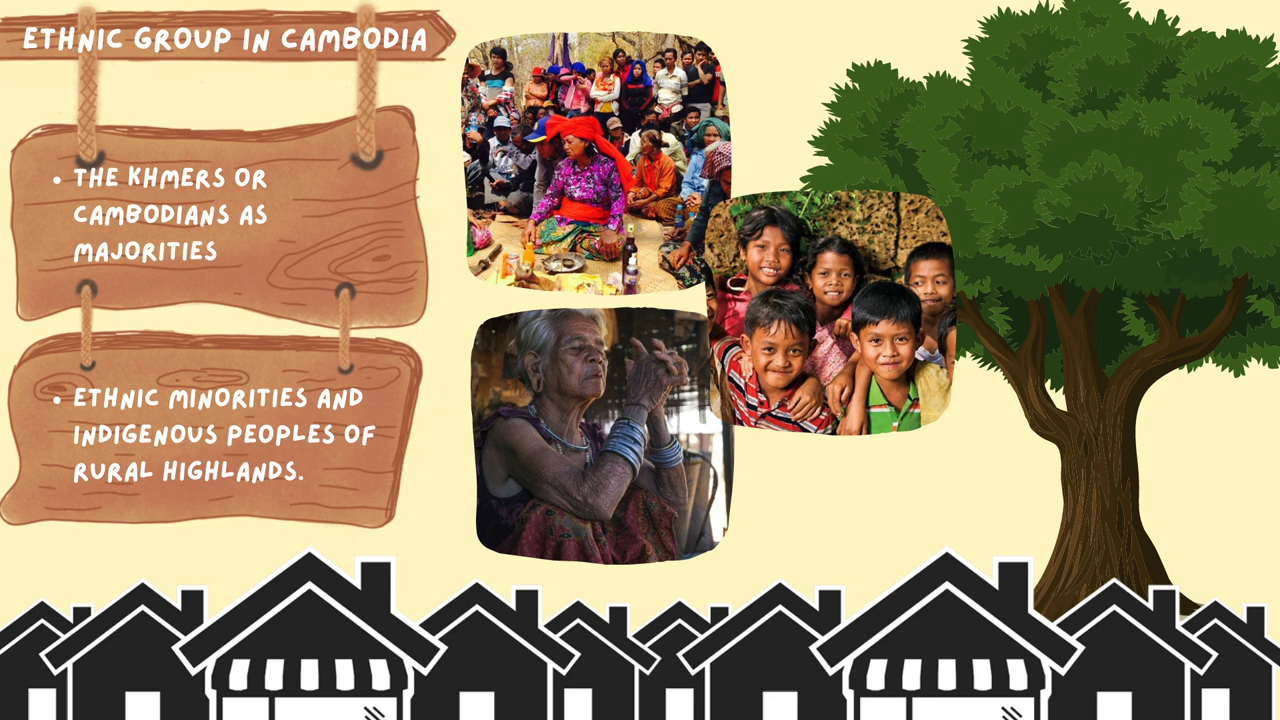 ETHNIC GROUP IN CAMBODIA
• THE KHMERS OR
CAMBODIANS AS
MAJORITIES
• ETHNIC MINORITIES AND
INDIGENOUS PEOPLES OF
RURAL HIGHLANDS.